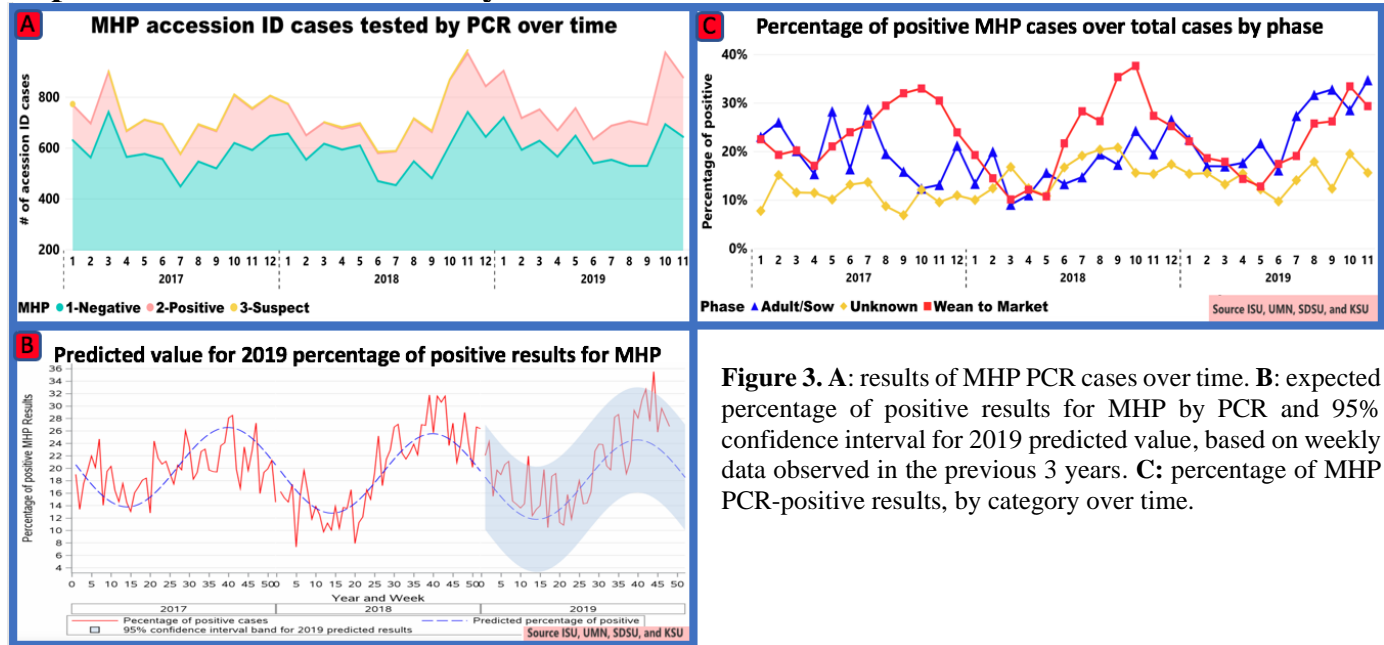 A
MHP accession ID cases tested by PCR over time
# of accession ID cases
800
600
400
200
1 2 3 4 5 6 7 8 9 10 11 12 1 2 3 4 5 6 7 8 9 10 11 12 1 2 3 4 5 6 7 8 9 10 11
2017 2018 2019
MHP 1-Negative 2-Positive 3-Suspect
C
Percentage of positive MHP cases over total cases by phase
Percentage of positive
40%
30%
20%
10%
0%
1 2 3 4 5 6 7 8 9 10 11 12 1 2 3 4 5 6 7 8 9 10 11 12 1 2 3 4 5 6 7 8 9 10 11
2017 2018 2019
Phase Adult/Sow Unknown Wean to Market
Source ISU, UMN, SDSU, and KSU
B
Predicted value for 2019 percentage of positive results for MHP
Percentage of positive MHP Results
36
34
32
30
28
26
24
22
20
18
16
14
12
10
8
6
4
0 5 10 15 20 25 30 35 40 45 500 5 10 15 20 25 30 35 40 45 500 5 10 15 20 25 30 35 40 45 50
Year and Week
2017 2018 2019
Pecentage of positive cases Predicted percentage of positive
95% confidence interval band for 2019 predicted results
Source ISU, UMN, SDSU, and KSU
Figure 3. A: results of MHP PCR cases over time. B: expected
percentage of positive results for MHP by PCR and 95%
confidence interval for 2019 predicted value, based on weekly
data observed in the previous 3 years. C: percentage of MHP
PCR-positive results, by category over time.